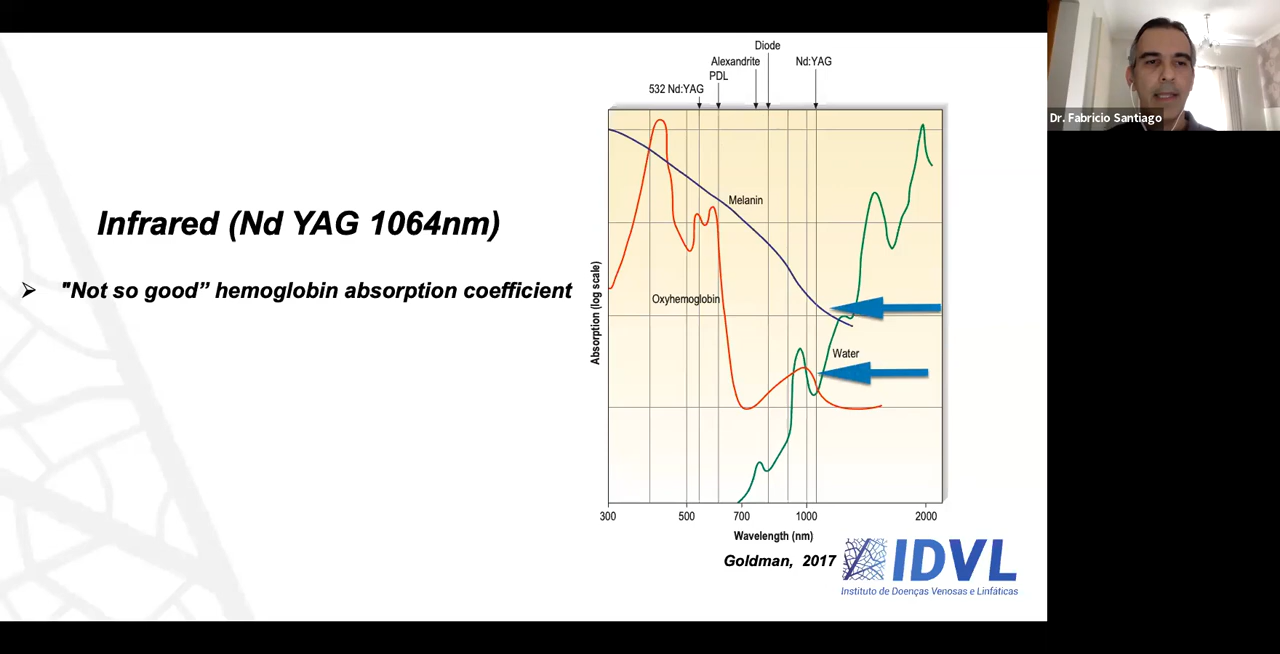 Infrared (Nd YAG 1064nm)
➢ "Not so good” hemoglobin absorption coefficient
Diode
Alexandrite
Nd:YAG
PDL
532 Nd:YAG
Melanin
Oxyhemoglobin
Water
Absorption (log scale)
300 500 700 1000 2000
Wavelength (nm)
Goldman, 2017
IDVL
Instituto de Doenças Venosas e Linfáticas
Dr. Fabricio Santiago